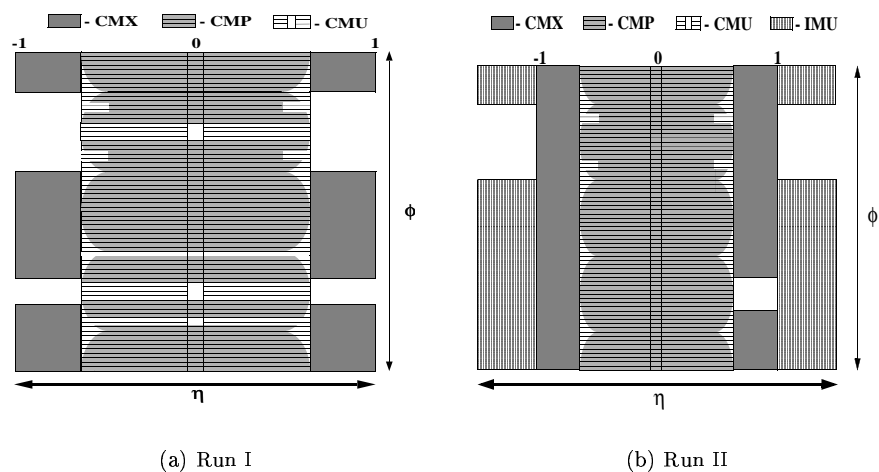 - CMX - CMP - CMU
-1 0 1
ϕ
η
(a) Run I
- CMX - CMP - CMU - IMU
-1 0 1
ϕ
η
(b) Run II